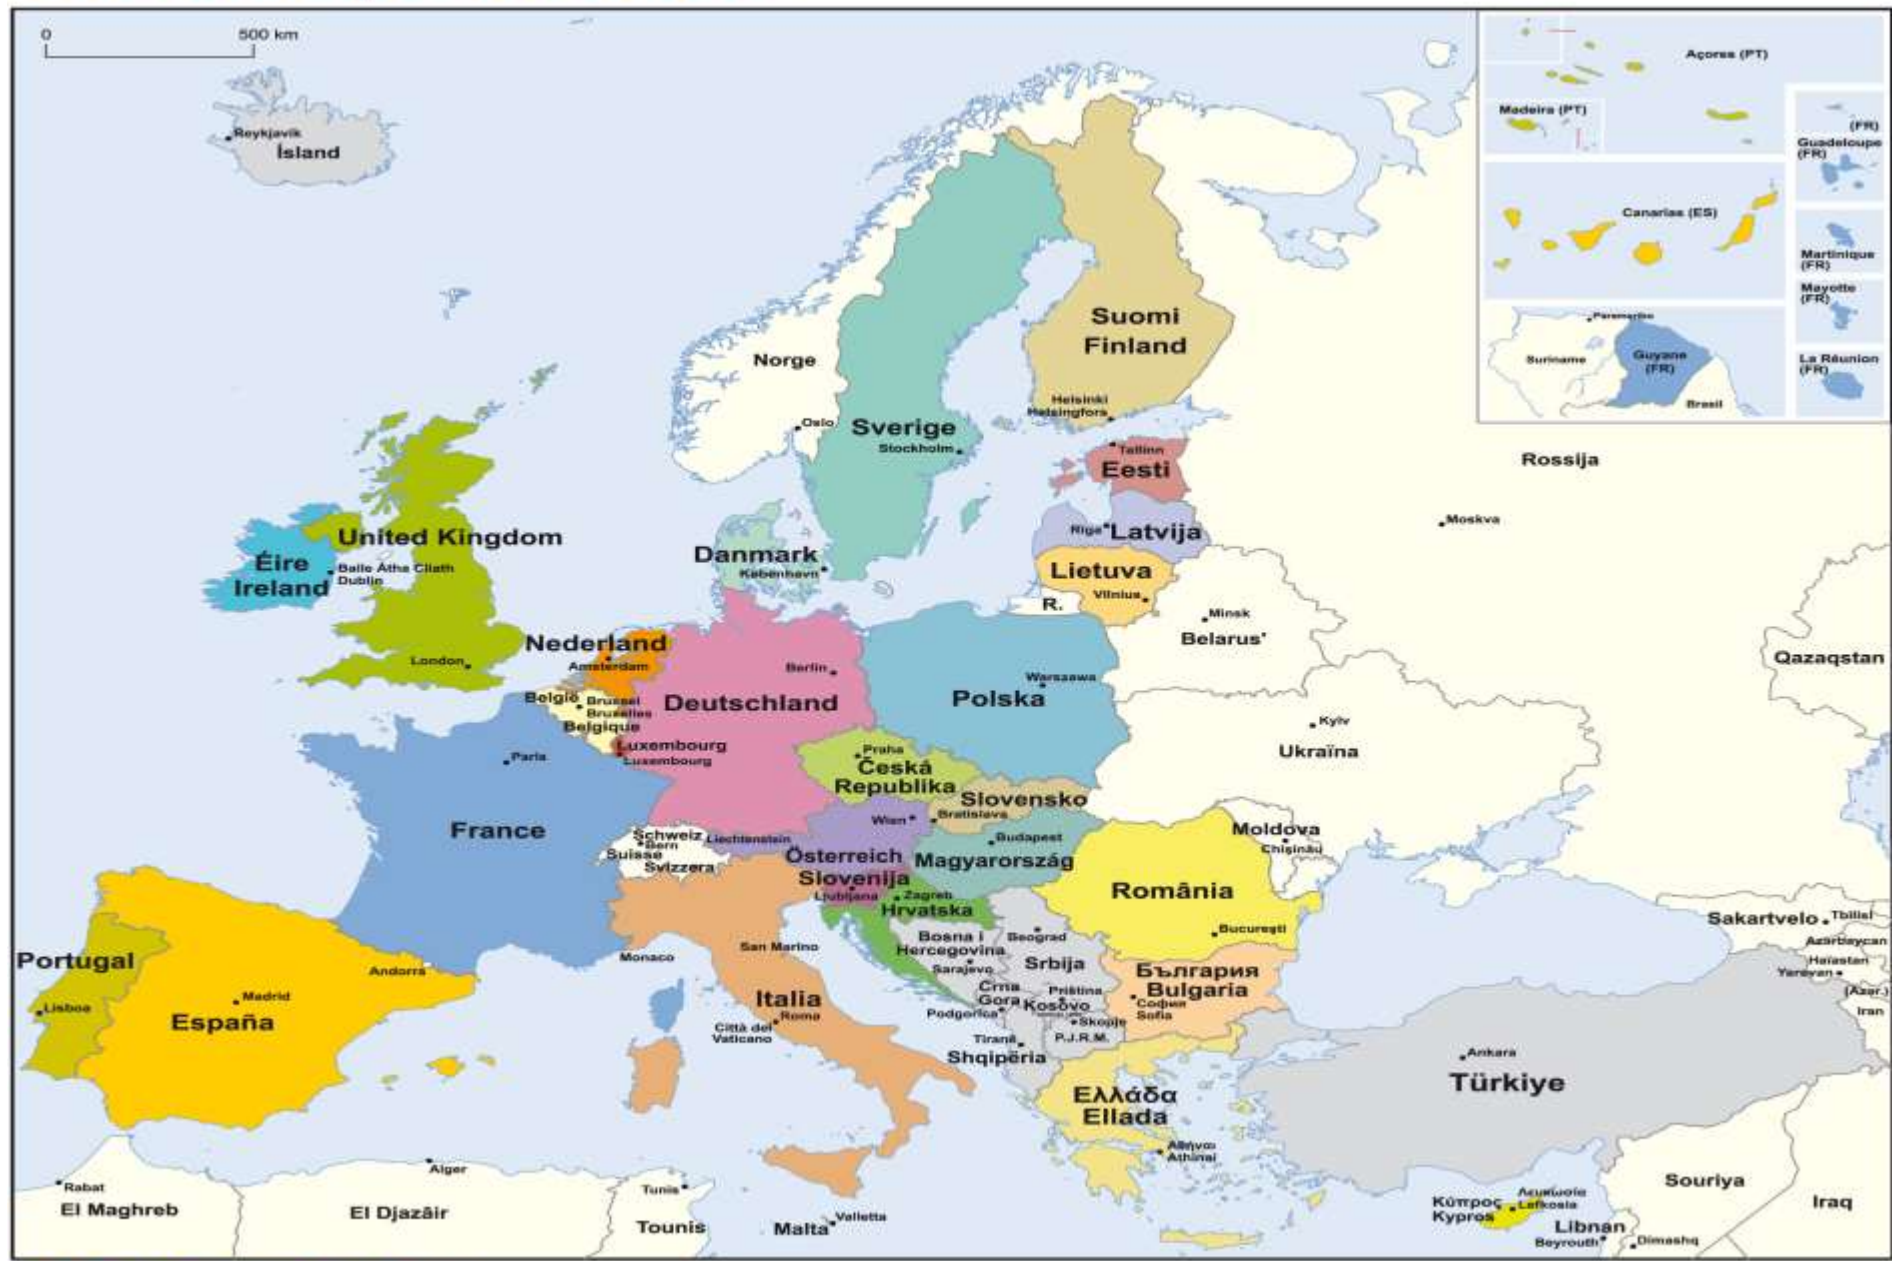 0 500 km
Reykjavik
Ísland
Norge
Oslo
Sverige
Stockholm
Suomi
Finland
Helsinki
Helsingfors
Tallinn
Eesti
Riga
Latvija
Lietuva
Vilnius
R.
Danmark
København
United Kingdom
London
Éire
Ireland
Baile Átha Cliath
Dublin
Nederland
Amsterdam
België
Brussel
Bruxelles
Belgique
Luxembourg
Luxembourg
Deutschland
Berlin
Polska
Warszawa
Praha
Česká
Republika
Slovensko
Bratislava
Wien
Österreich
Liechtenstein
Budapest
Magyarország
Schweiz
Bern
Suisse
Svizzera
France
Paris
Monaco
Andorra
Portugal
Lisboa
Madrid
España
Italia
Roma
San Marino
Città del
Vaticano
Slovenija
Ljubljana
Zagreb
Hrvatska
Bosna i
Hercegovina
Sarajevo
Beograd
Srbija
Crna
Gora
Podgorica
Priština
Kosovo
Skopje
P.J.R.M.
Tiranë
Shqipëria
România
Bucureşti
България
Bulgaria
София
Sofia
Ελλάδα
Ellada
Αθήναι
Athinai
Malta
Valletta
Κύπρος
Kypros
Λευκωσία
Lefkosia
Türkiye
Ankara
Moldova
Chişinău
Ukraïna
Kyiv
Minsk
Belarus'
Rossija
Moskva
Qazaqstan
Sakartvelo
Tbilisi
Azərbaycan
Haïastan
Yerevan
(Azər.)
Iran
Iraq
Souriya
Dimashq
Libnan
Beyrouth
Rabat
El Maghreb
Alger
El Djazâir
Tunis
Tounis
Açores (PT)
Madeira (PT)
Canarias (ES)
Paramaribo
Suriname
Guyane
(FR)
Brasil
(FR)
Guadeloupe
(FR)
Martinique
(FR)
Mayotte
(FR)
La Réunion
(FR)